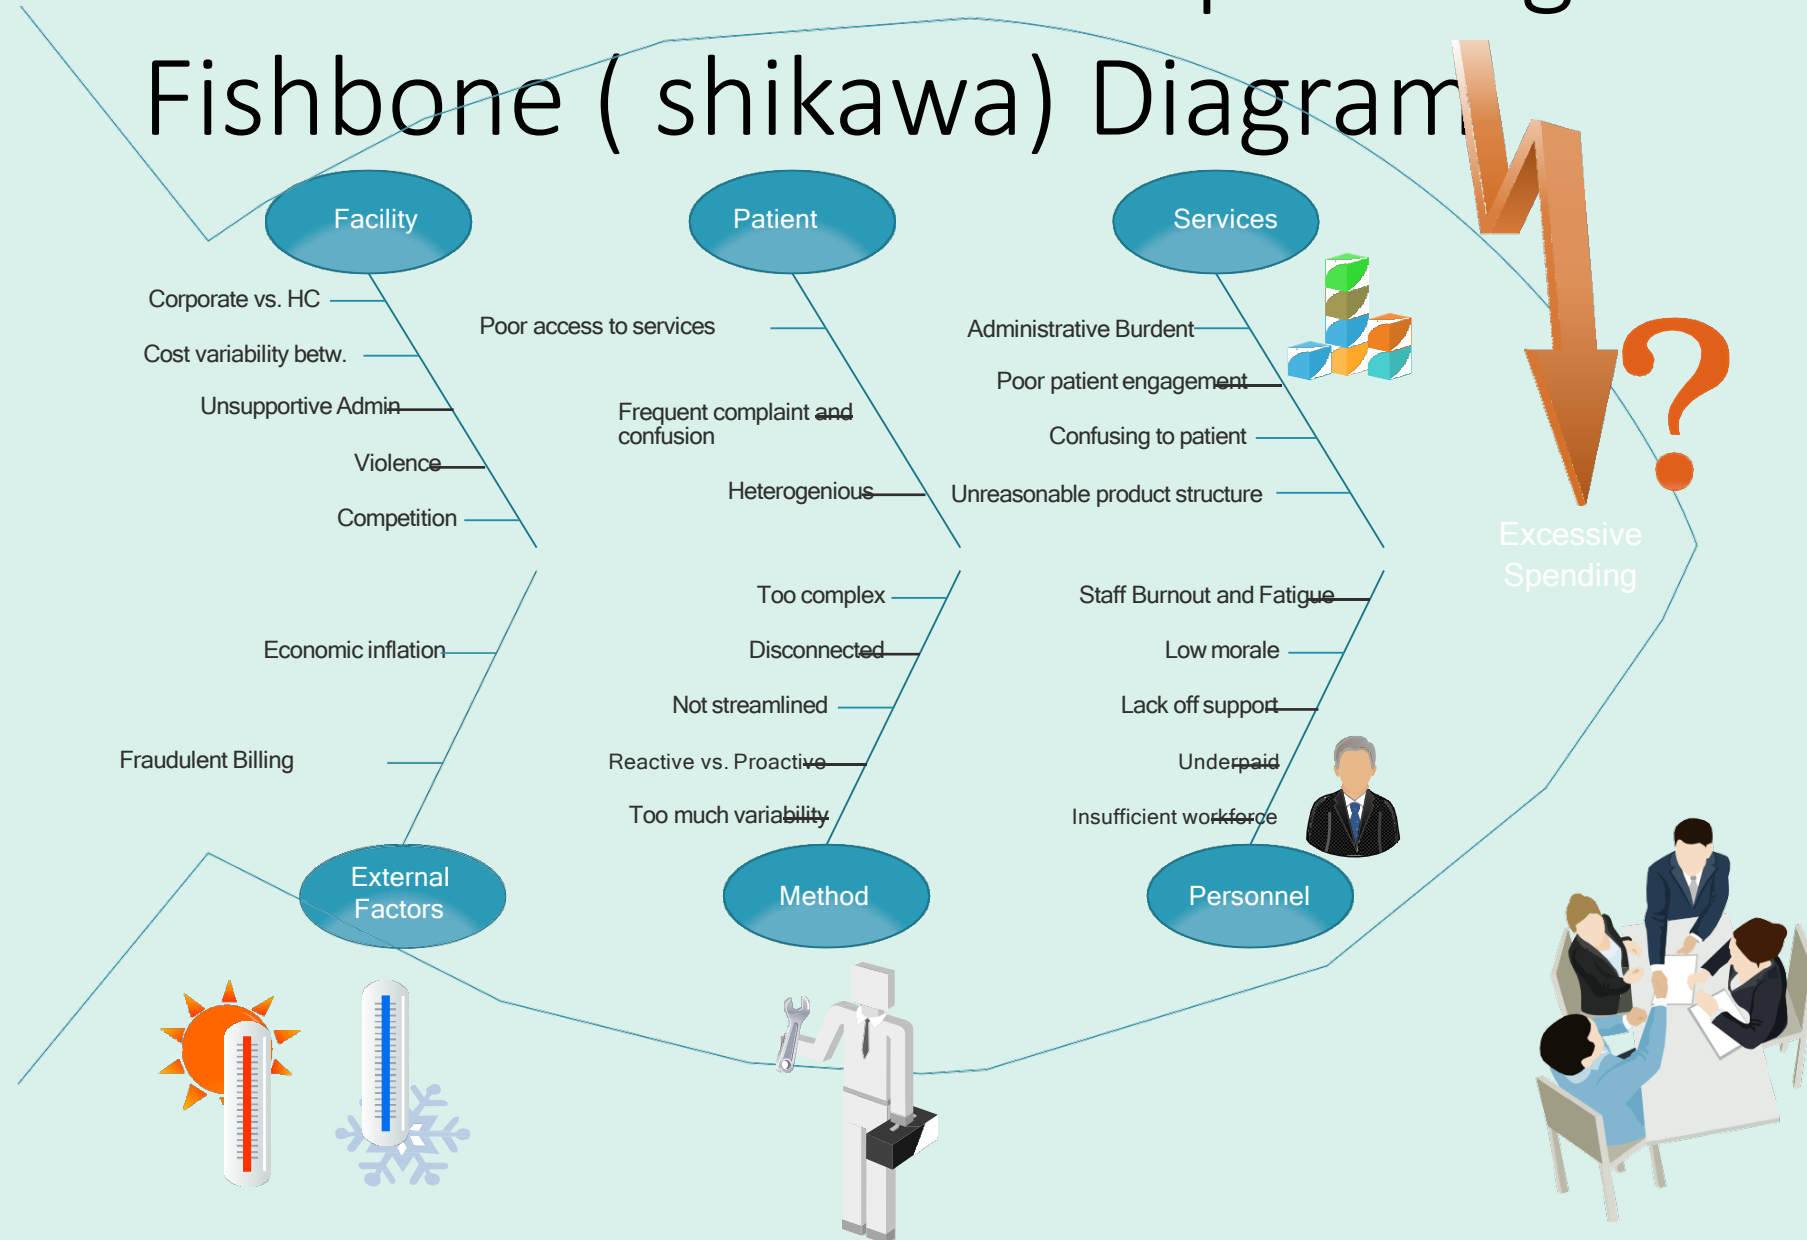 Fishbone ( shikawa) Diagram
Facility
Patient
Services
Corporate vs. HC
Cost variability betw.
Unsupportive Admin
Violence
Competition
Poor access to services
Frequent complaint and
confusion
Heterogenious
Administrative Burdent
Poor patient engagement
Confusing to patient
Unreasonable product structure
Excessive
Spending
Economic inflation
Fraudulent Billing
Too complex
Disconnected
Not streamlined
Reactive vs. Proactive
Too much variability
Staff Burnout and Fatigue
Low morale
Lack off support
Underpaid
Insufficient workforce
External
Factors
Method
Personnel